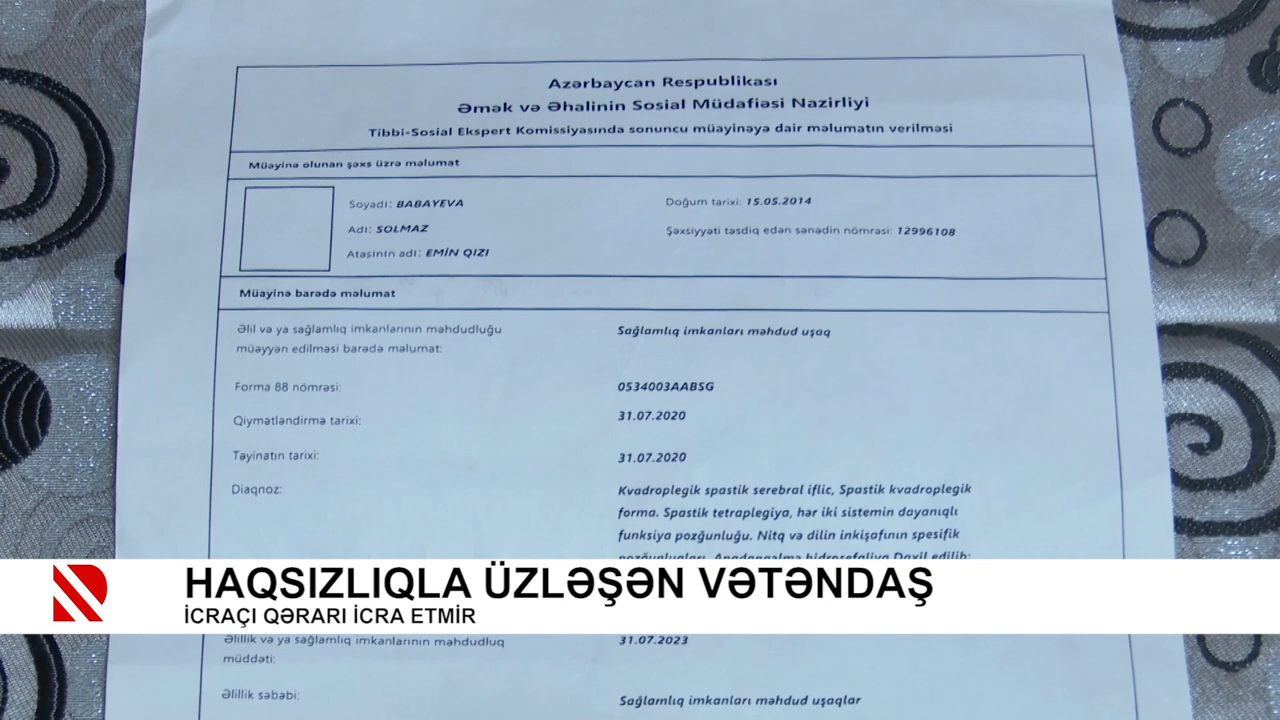 Azərbaycan Respublikası
Əmək və Əhalinin Sosial Müdafiəsi Nazirliyi
Tibbi-Sosial Ekspert Komissiyasında sonuncu müayinəyə dair məlumatın verilməsi
Müayinə olunan şəxs üzrə məlumat
Soyadı: BABAYEVA
Adı: SOLMAZ
Atasının adı: EMİN QIZI
Doğum tarixi: 15.05.2014
Şəxsiyyəti təsdiq edən sənədin nömrəsi: 12996108
Müayinə barədə məlumat
Əlil və ya sağlamlıq imkanlarının məhdudluğu
müəyyən edilməsi barədə məlumat:
Sağlamlıq imkanları məhdud uşaq
Forma 88 nömrəsi:
0534003AABSG
Qiymətləndirmə tarixi:
31.07.2020
Təyinatın tarixi:
31.07.2020
Diaqnoz:
Kvadroplegik spastik serebral iflic, Spastik kvadroplegik
forma. Spastik tetraplegiya, hər iki sistemin dayanıqlı
funksiya pozğunluğu. Nitq və dilin inkişafının spesifik
pozğunluqları. Anadangəlmə hidrosefaliya Daxil edilib:
HAQSIZLIQLA ÜZLƏŞƏN VƏTƏNDAŞ
İCRAÇI QƏRARI İCRA ETMİR
Əlillik və ya sağlamlıq imkanlarının məhdudluq
müddəti:
31.07.2023
Əlillik səbəbi:
Sağlamlıq imkanları məhdud uşaqlar